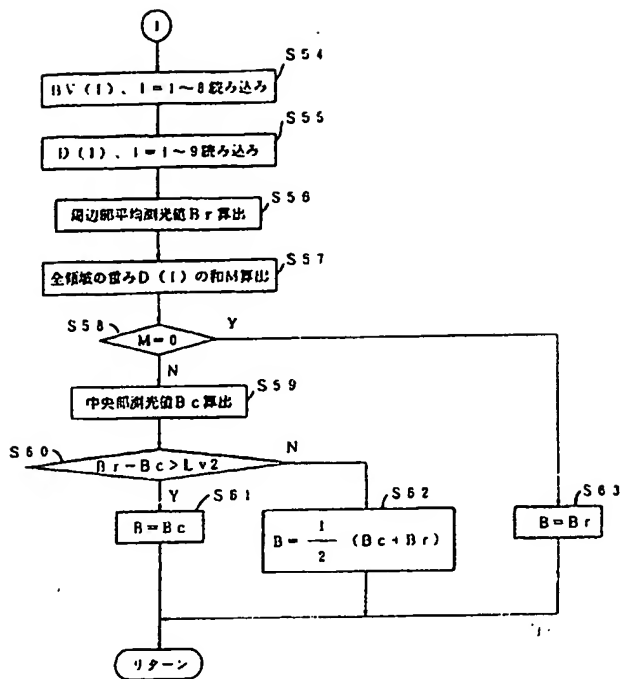 1
S54
BV(I)、I=1～8読み込み
S55
D(I)、I=1～9読み込み
S56
周辺部平均測光値Br算出
S57
全領域の重みD(I)の和M算出
S58
M=0
Y
N
S59
中央部測光値Bc算出
S60
Br-Bc>Lv2
N
Y
S61
B=Bc
S62
B=1/2(Bc+Br)
S63
B=Br
リターン